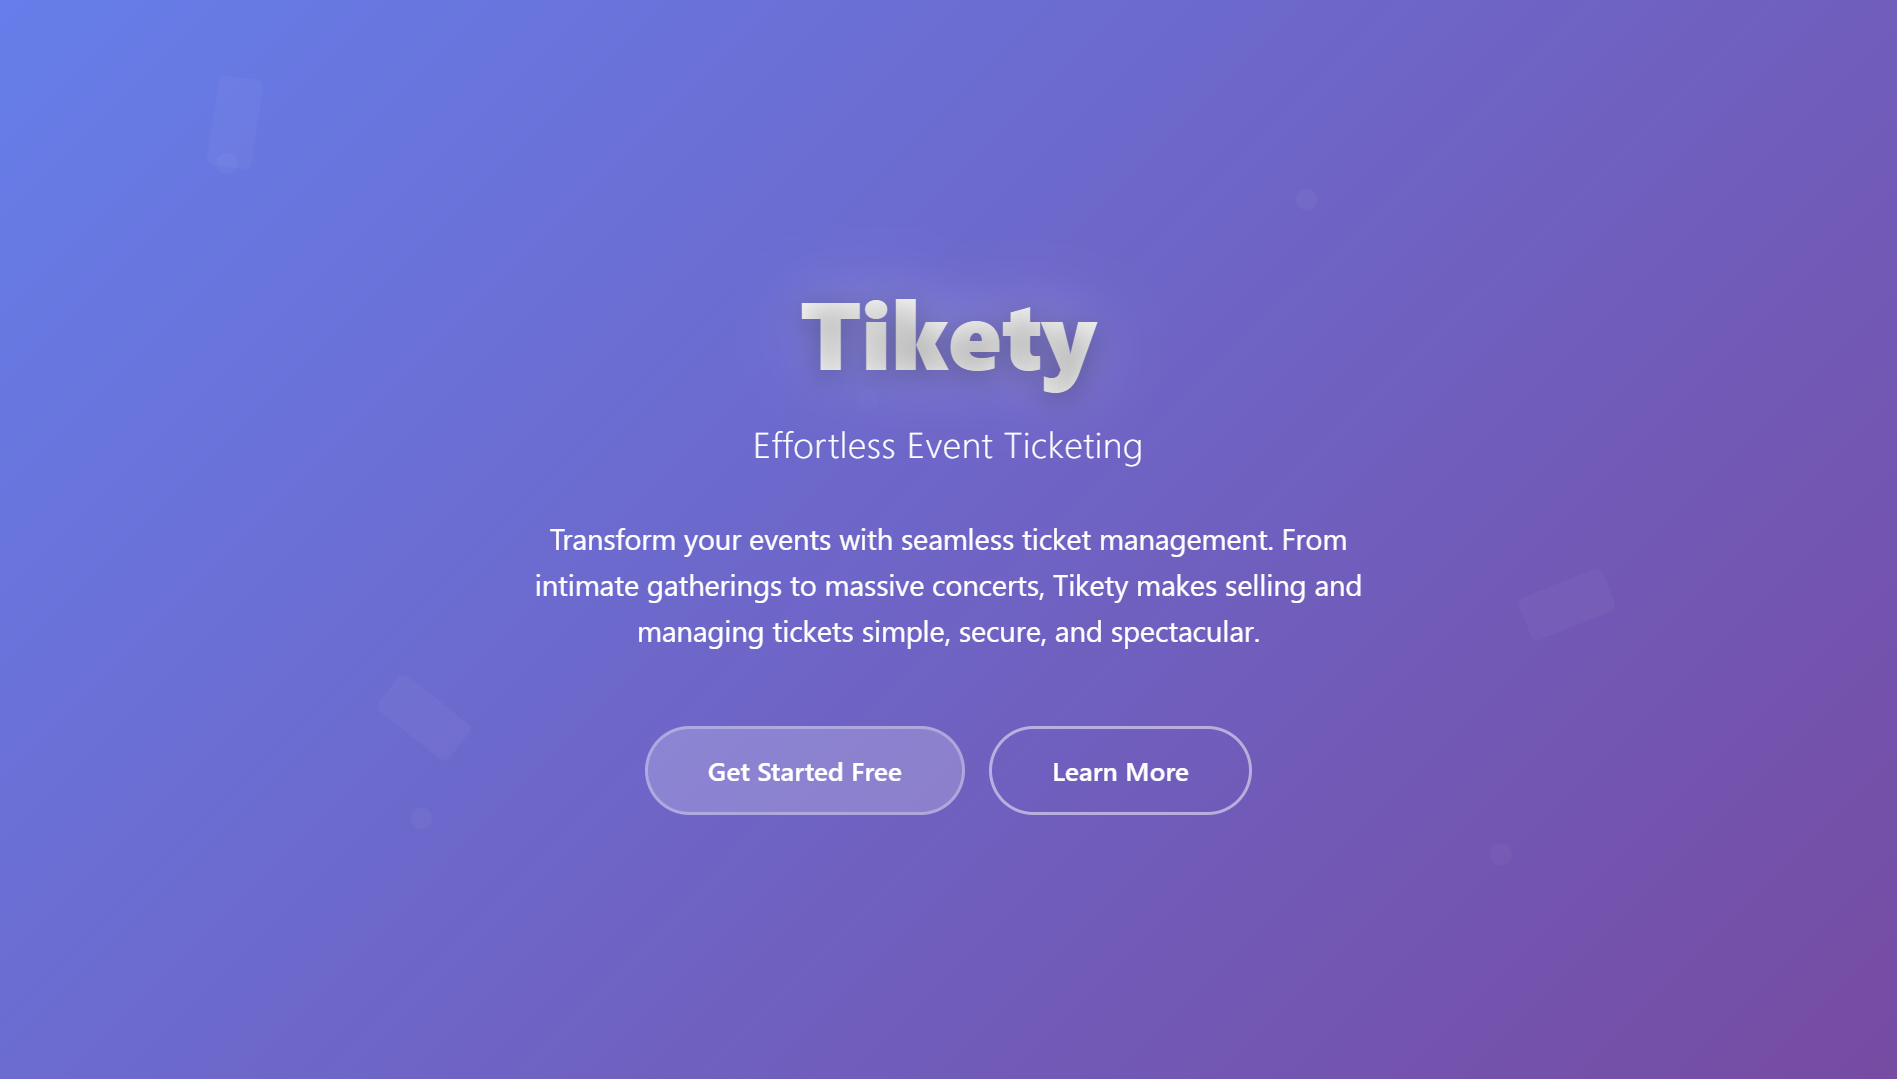 Tikety
Effortless Event Ticketing
Transform your events with seamless ticket management. From
intimate gatherings to massive concerts, Tikety makes selling and
managing tickets simple, secure, and spectacular.
Get Started Free
Learn More